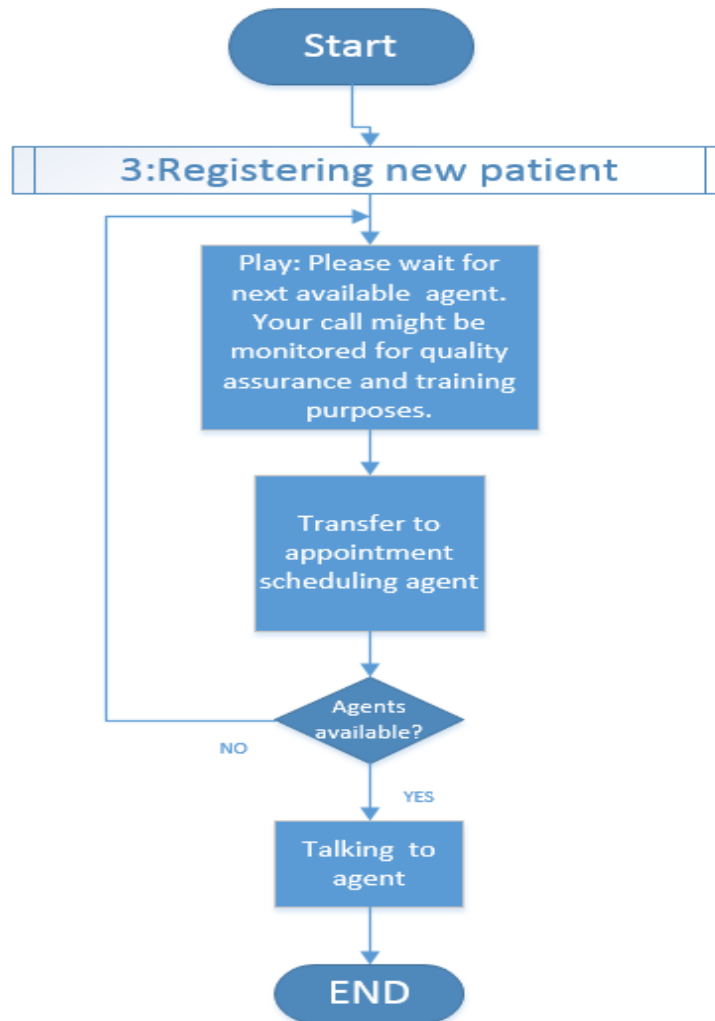 Start
3:Registering new patient
Play: Please wait for
next available agent.
Your call might be
monitored for quality
assurance and training
purposes.
Transfer to
appointment
scheduling agent
Agents
available?
NO
YES
Talking to
agent
END